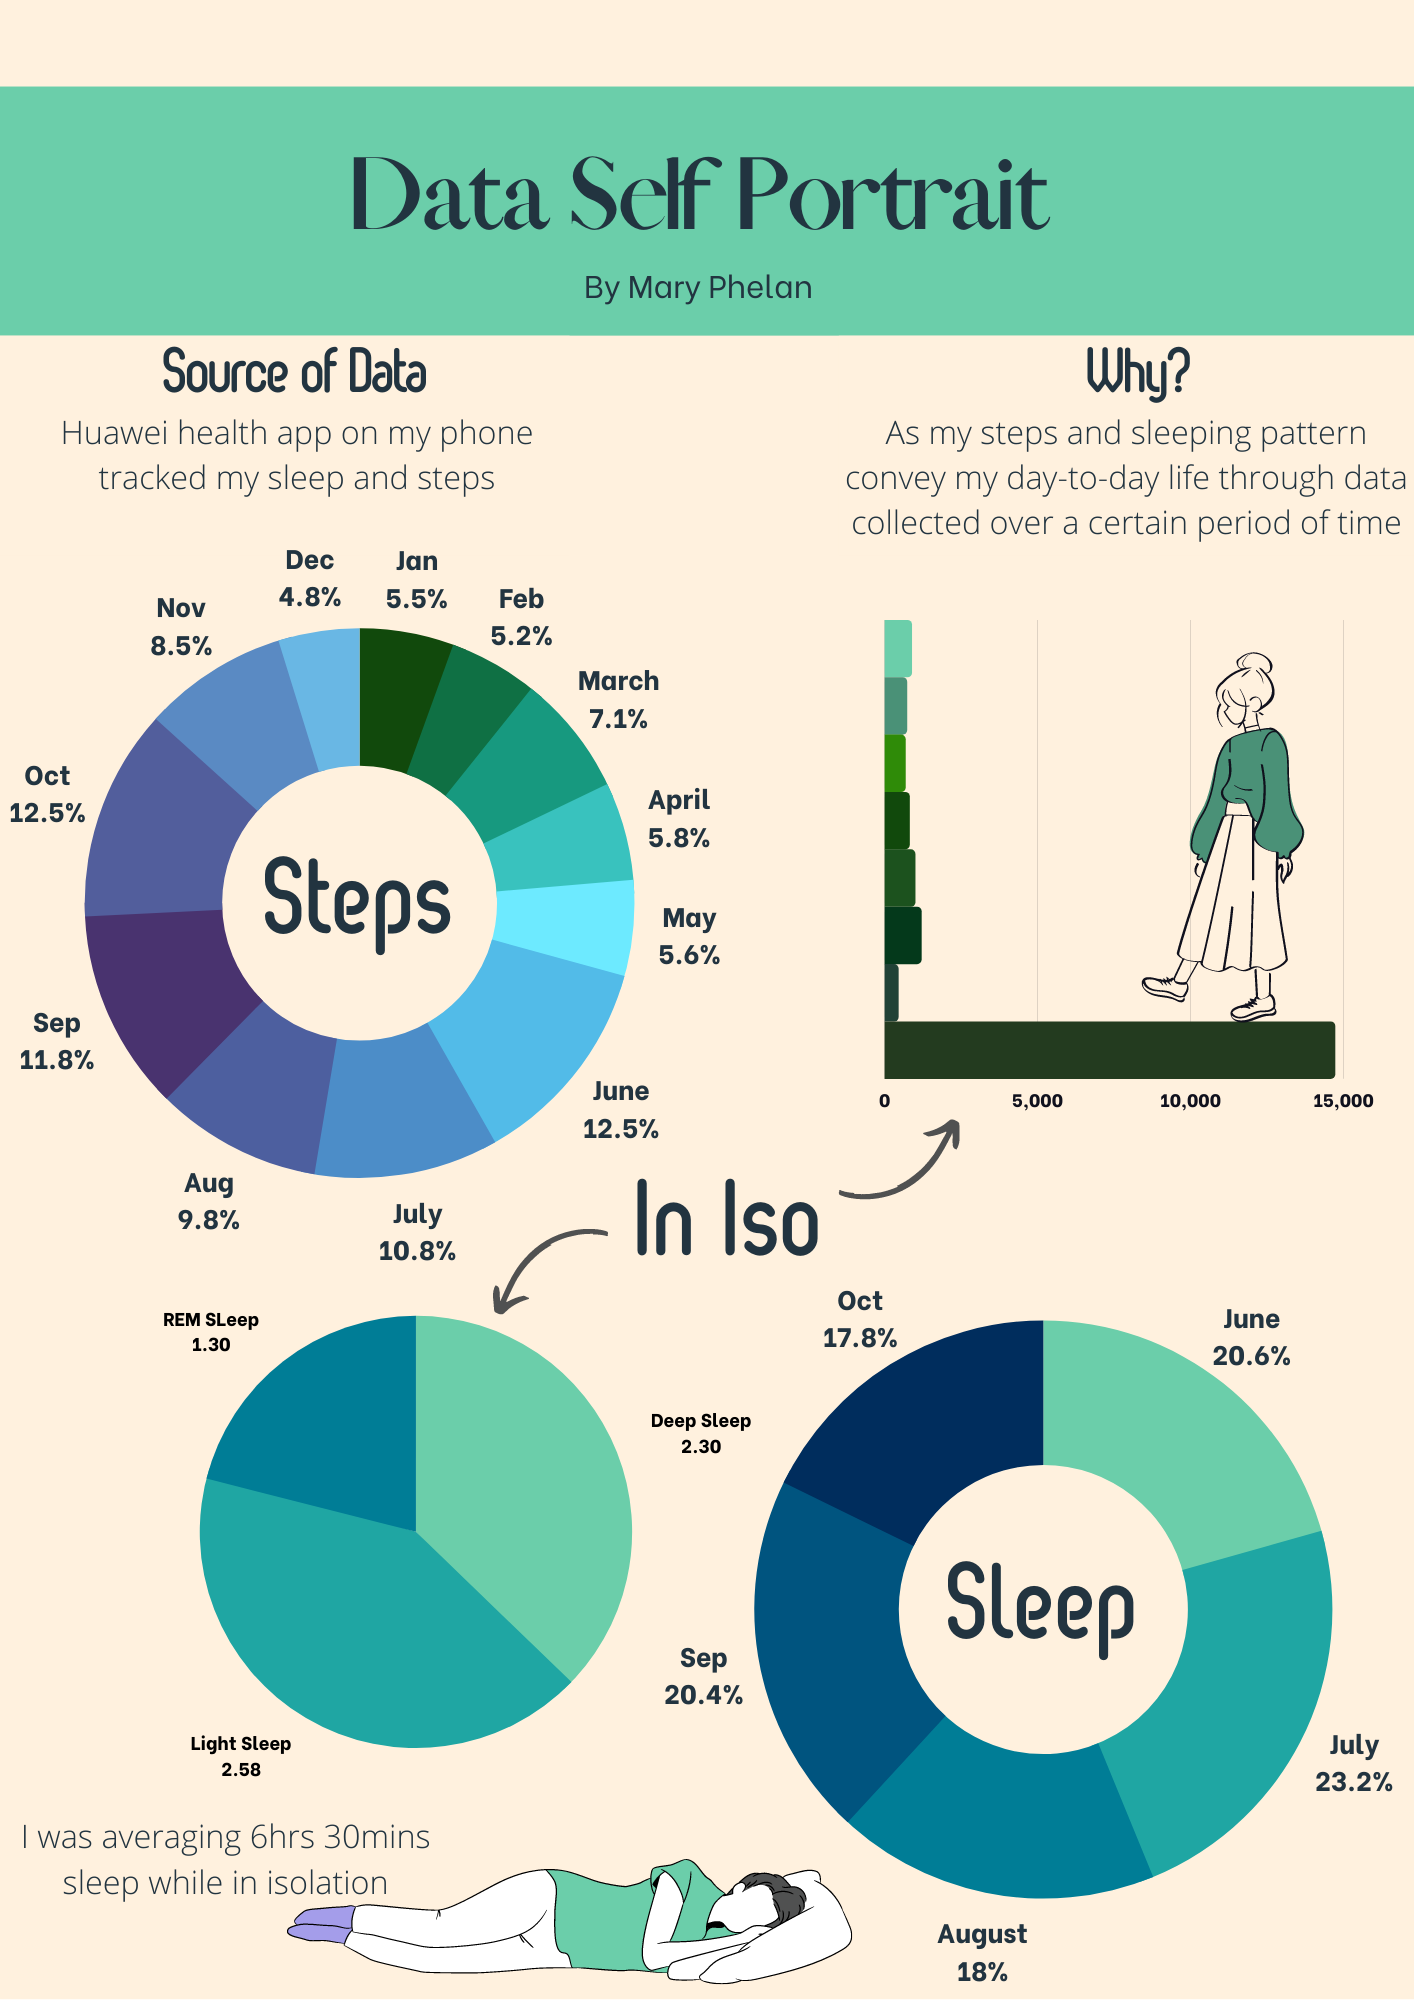 Data Self Portrait
By Mary Phelan
Source of Data
Huawei health app on my phone
tracked my sleep and steps
Why?
As my steps and sleeping pattern
convey my day-to-day life through data
collected over a certain period of time
Dec
4.8%
Jan
5.5%
Feb
5.2%
March
7.1%
April
5.8%
May
5.6%
June
12.5%
July
10.8%
Aug
9.8%
Sep
11.8%
Oct
12.5%
Nov
8.5%
Steps
0
5,000
10,000
15,000
In Iso
REM SLeep
1.30
Deep Sleep
2.30
Light Sleep
2.58
I was averaging 6hrs 30mins
sleep while in isolation
Oct
17.8%
June
20.6%
July
23.2%
August
18%
Sep
20.4%
Sleep